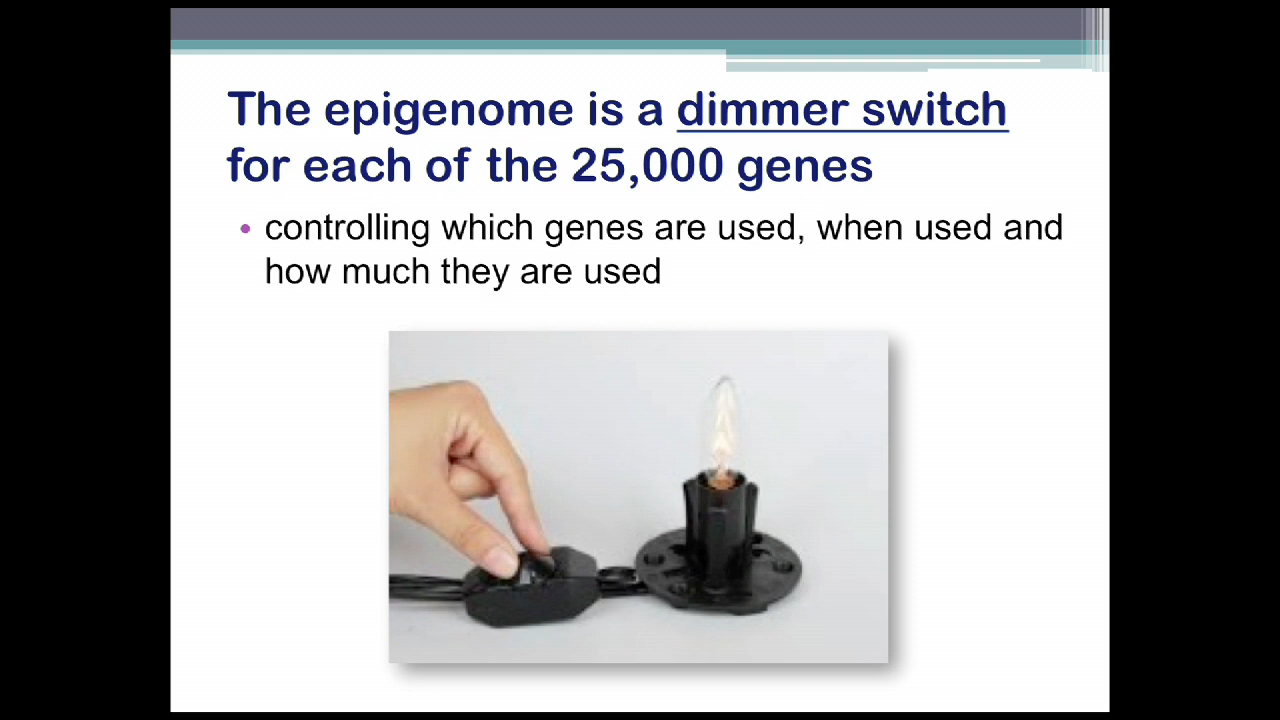 The epigenome is a dimmer switch
for each of the 25,000 genes
• controlling which genes are used, when used and
how much they are used